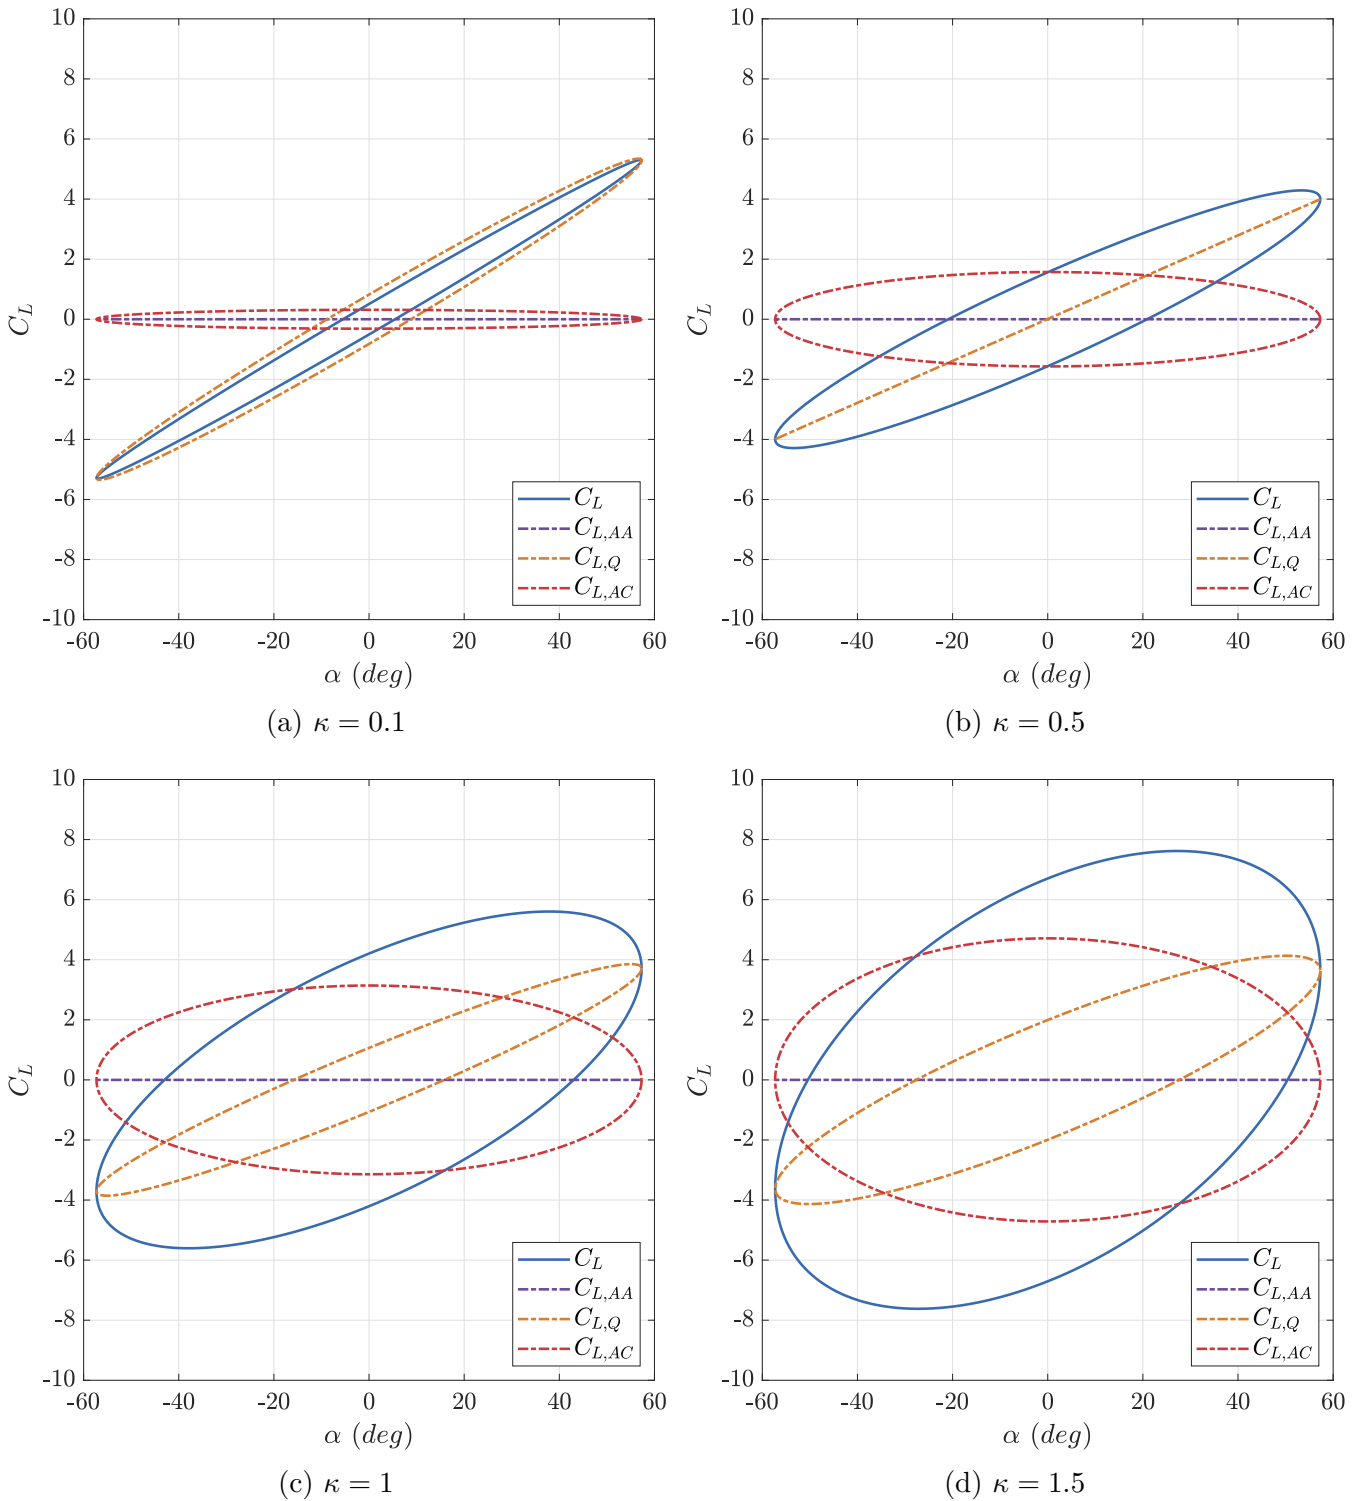 10
8
6
4
2
0
-2
-4
-6
-8
-10
C_L
-60 -40 -20 0 20 40 60
α (deg)
C_L
C_{L,AA}
C_{L,Q}
C_{L,AC}
(a) κ = 0.1
10
8
6
4
2
0
-2
-4
-6
-8
-10
C_L
-60 -40 -20 0 20 40 60
α (deg)
C_L
C_{L,AA}
C_{L,Q}
C_{L,AC}
(b) κ = 0.5
10
8
6
4
2
0
-2
-4
-6
-8
-10
C_L
-60 -40 -20 0 20 40 60
α (deg)
C_L
C_{L,AA}
C_{L,Q}
C_{L,AC}
(c) κ = 1
10
8
6
4
2
0
-2
-4
-6
-8
-10
C_L
-60 -40 -20 0 20 40 60
α (deg)
C_L
C_{L,AA}
C_{L,Q}
C_{L,AC}
(d) κ = 1.5